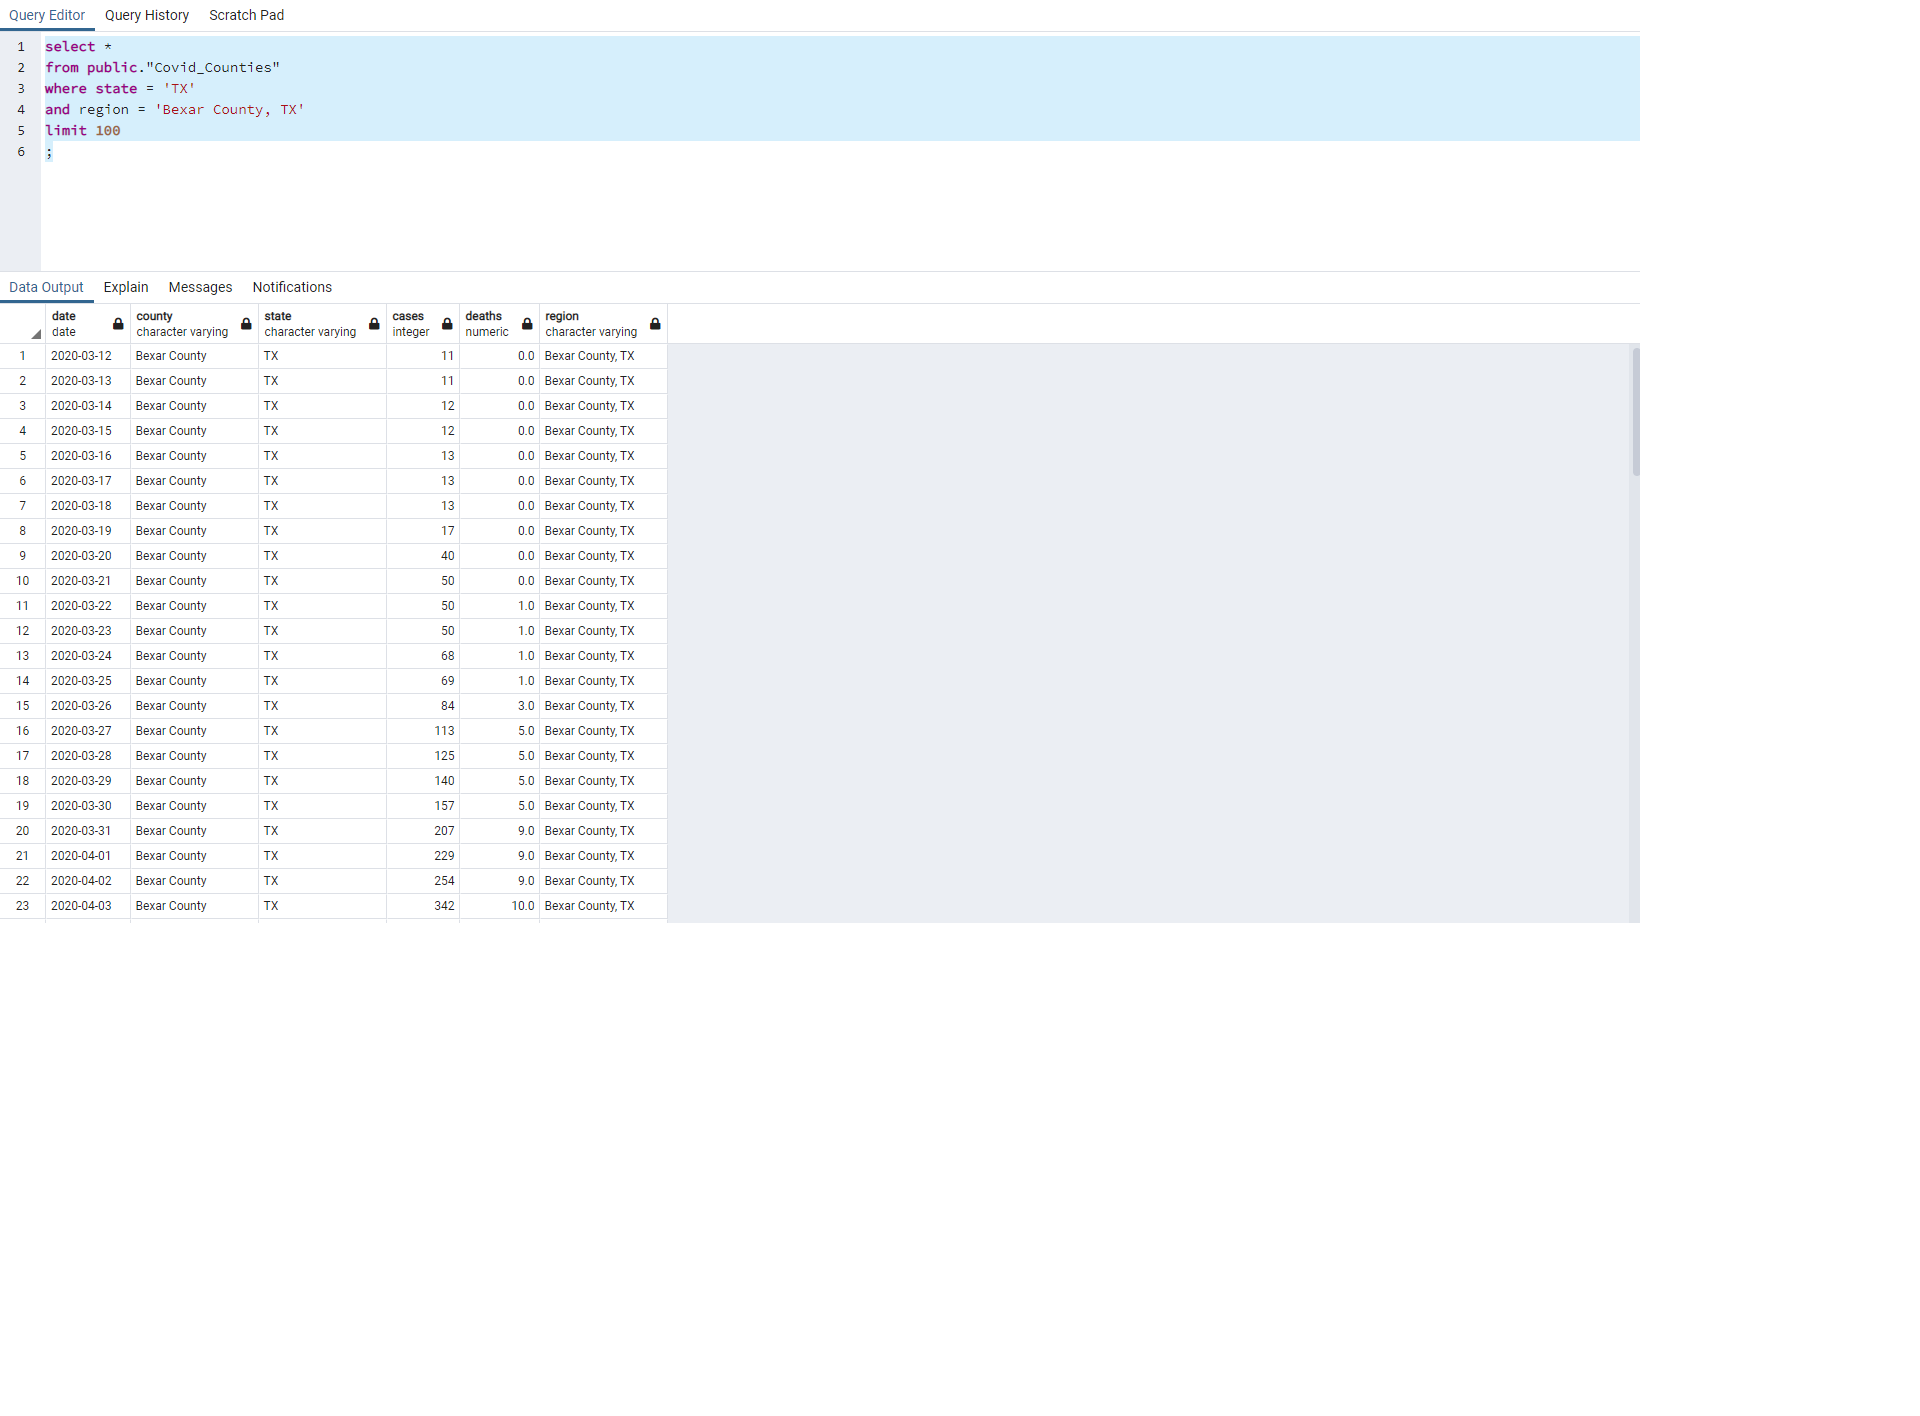 Query Editor Query History Scratch Pad
1 select *
2 from public."Covid_Counties"
3 where state = 'TX'
4 and region = 'Bexar County, TX'
5 limit 100
6 ;
Data Output Explain Messages Notifications
date county state cases deaths region
date character varying character varying integer numeric character varying
1 2020-03-12 Bexar County TX 11 0.0 Bexar County, TX
2 2020-03-13 Bexar County TX 11 0.0 Bexar County, TX
3 2020-03-14 Bexar County TX 12 0.0 Bexar County, TX
4 2020-03-15 Bexar County TX 12 0.0 Bexar County, TX
5 2020-03-16 Bexar County TX 13 0.0 Bexar County, TX
6 2020-03-17 Bexar County TX 13 0.0 Bexar County, TX
7 2020-03-18 Bexar County TX 13 0.0 Bexar County, TX
8 2020-03-19 Bexar County TX 17 0.0 Bexar County, TX
9 2020-03-20 Bexar County TX 40 0.0 Bexar County, TX
10 2020-03-21 Bexar County TX 50 0.0 Bexar County, TX
11 2020-03-22 Bexar County TX 50 1.0 Bexar County, TX
12 2020-03-23 Bexar County TX 50 1.0 Bexar County, TX
13 2020-03-24 Bexar County TX 68 1.0 Bexar County, TX
14 2020-03-25 Bexar County TX 69 1.0 Bexar County, TX
15 2020-03-26 Bexar County TX 84 3.0 Bexar County, TX
16 2020-03-27 Bexar County TX 113 5.0 Bexar County, TX
17 2020-03-28 Bexar County TX 125 5.0 Bexar County, TX
18 2020-03-29 Bexar County TX 140 5.0 Bexar County, TX
19 2020-03-30 Bexar County TX 157 5.0 Bexar County, TX
20 2020-03-31 Bexar County TX 207 9.0 Bexar County, TX
21 2020-04-01 Bexar County TX 229 9.0 Bexar County, TX
22 2020-04-02 Bexar County TX 254 9.0 Bexar County, TX
23 2020-04-03 Bexar County TX 342 10.0 Bexar County, TX